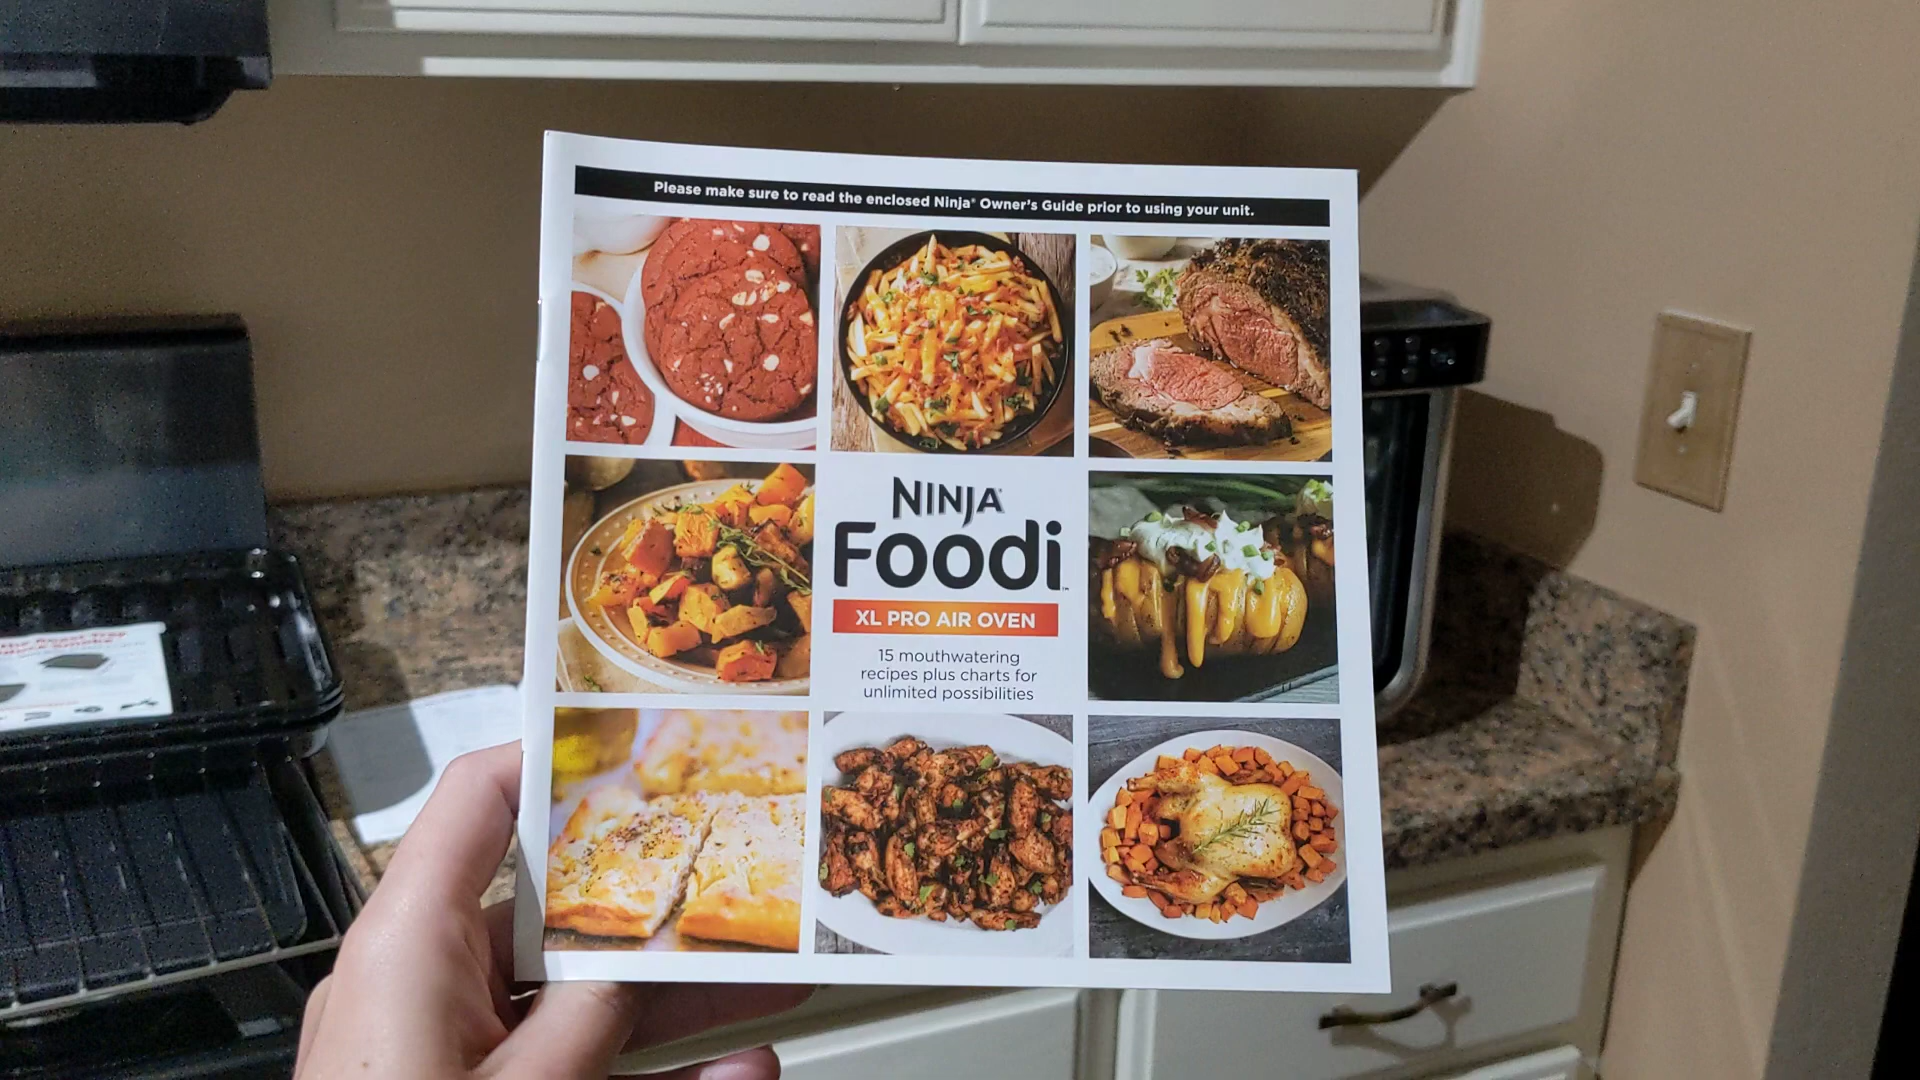 Please make sure to read the enclosed Ninja® Owner's Guide prior to using your unit.
NINJA
Foodi™
XL PRO AIR OVEN
15 mouthwatering
recipes plus charts for
unlimited possibilities